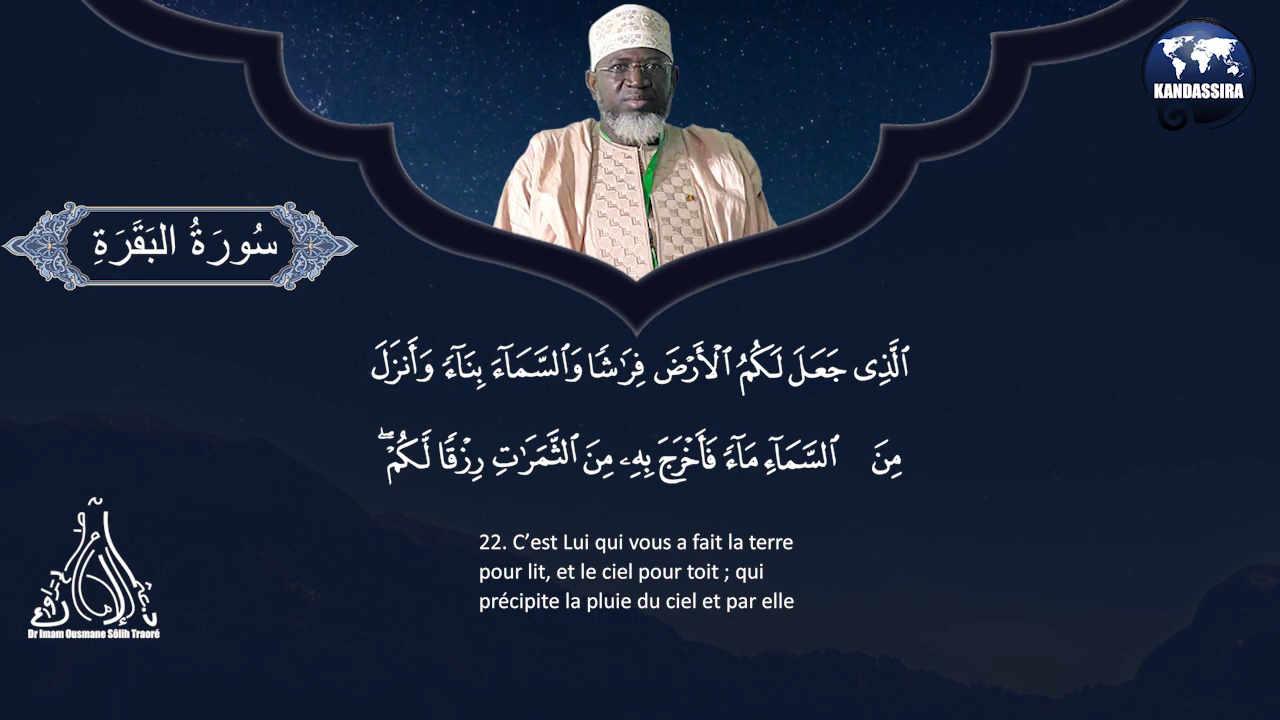 KANDASSIRA
سُورَةُ البَقَرَةِ
ٱلَّذِى جَعَلَ لَكُمُ ٱلْأَرْضَ فِرَٰشًا وَٱلسَّمَآءَ بِنَآءً وَأَنزَلَ
مِنَ ٱلسَّمَآءِ مَآءً فَأَخْرَجَ بِهِۦ مِنَ ٱلثَّمَرَٰتِ رِزْقًا لَّكُمْ ۖ
22. C’est Lui qui vous a fait la terre
pour lit, et le ciel pour toit ; qui
précipite la pluie du ciel et par elle
Dr Imam Ousmane Sôlih Traoré